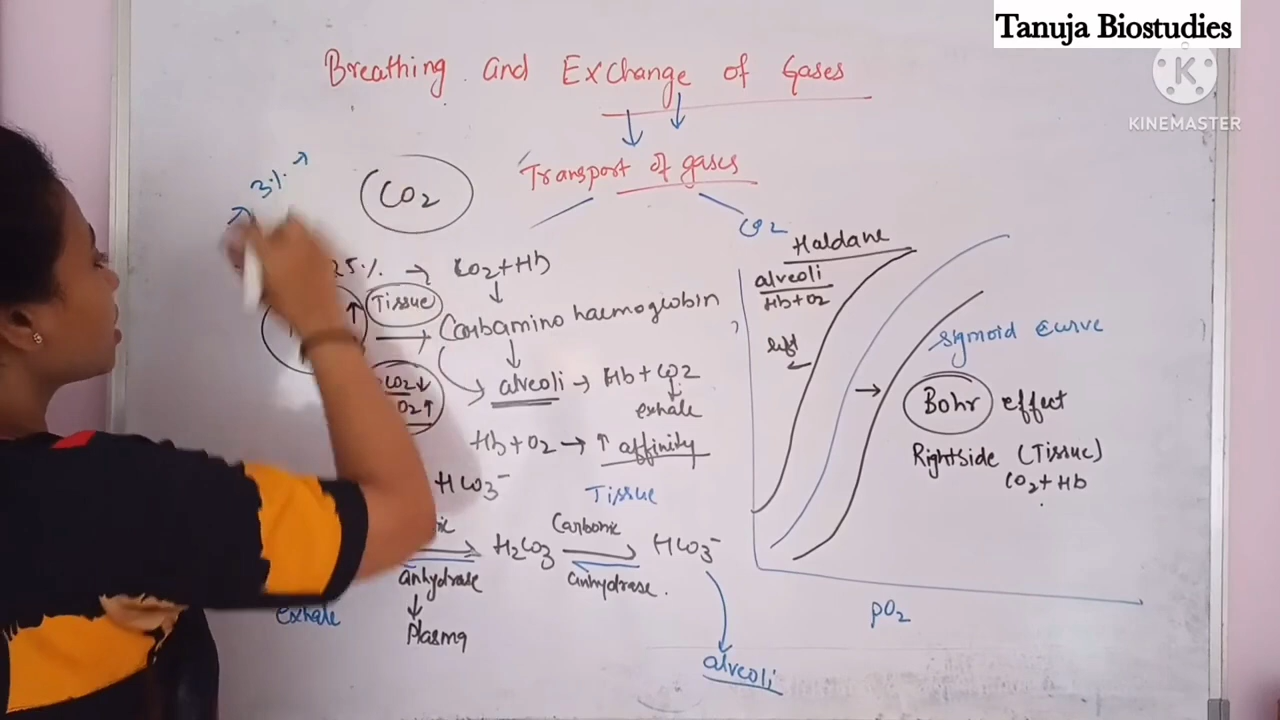 Tanuja Biostudies
KINEMASTER
Breathing and Exchange of Gases
Transport of gases
3%
CO2
CO2
25% → CO2 + Hb
Tissue
Carbamino haemoglobin
alveoli → Hb + CO2
CO2↓
O2↑
exhale
Hb + O2 → ↑ affinity
HCO3-
Tissue
Carbonic
H2CO3
HCO3-
anhydrase
anhydrase.
exhale
Plasma
alveoli
Haldane
alveoli
Hb+O2
left
sigmoid curve
Bohr effect
Rightside (Tissue)
CO2 + Hb
pO2